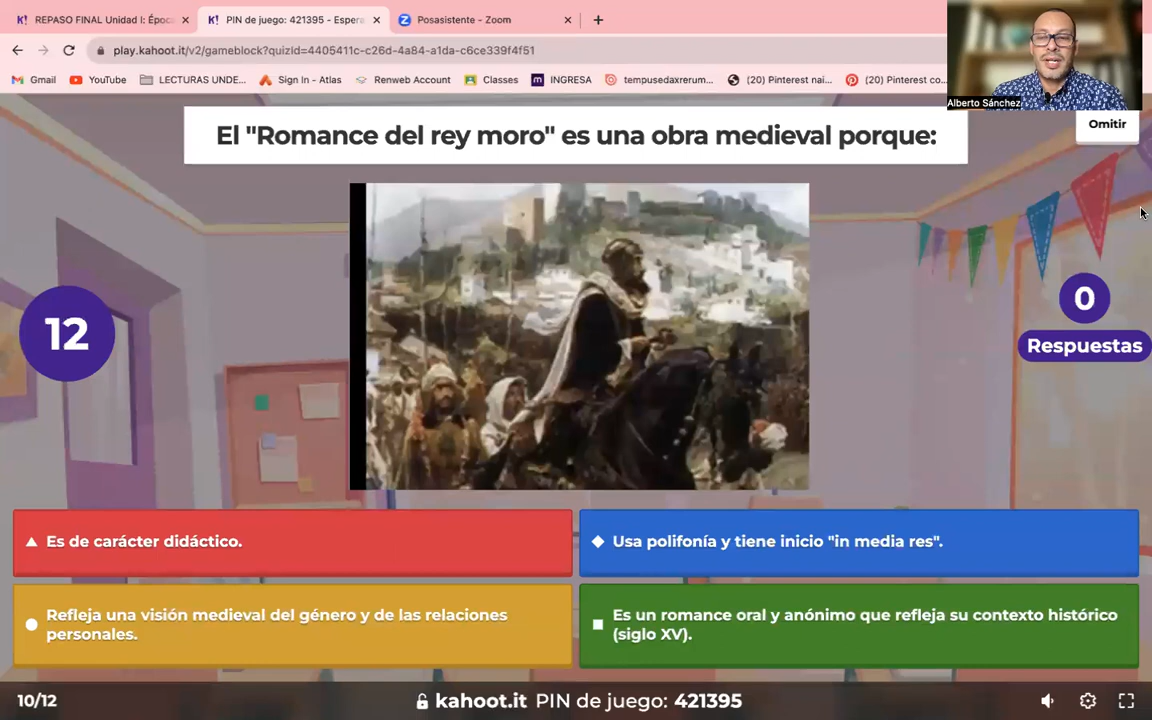 REPASO FINAL Unidad I: Époc
PIN de juego: 421395 - Espera
Posasistente - Zoom
play.kahoot.it/v2/gameblock?quizId=4405411c-c26d-4a84-a1da-c6ce339f4f51
Gmail
YouTube
LECTURAS UNDE...
Sign In - Atlas
Renweb Account
Classes
INGRESA
tempusedaxrerum...
(20) Pinterest nai...
(20) Pinterest co...
Alberto Sánchez
El "Romance del rey moro" es una obra medieval porque:
Omitir
12
0
Respuestas
Es de carácter didáctico.
Usa polifonía y tiene inicio "in media res".
Refleja una visión medieval del género y de las relaciones
personales.
Es un romance oral y anónimo que refleja su contexto histórico
(siglo XV).
10/12
kahoot.it PIN de juego: 421395